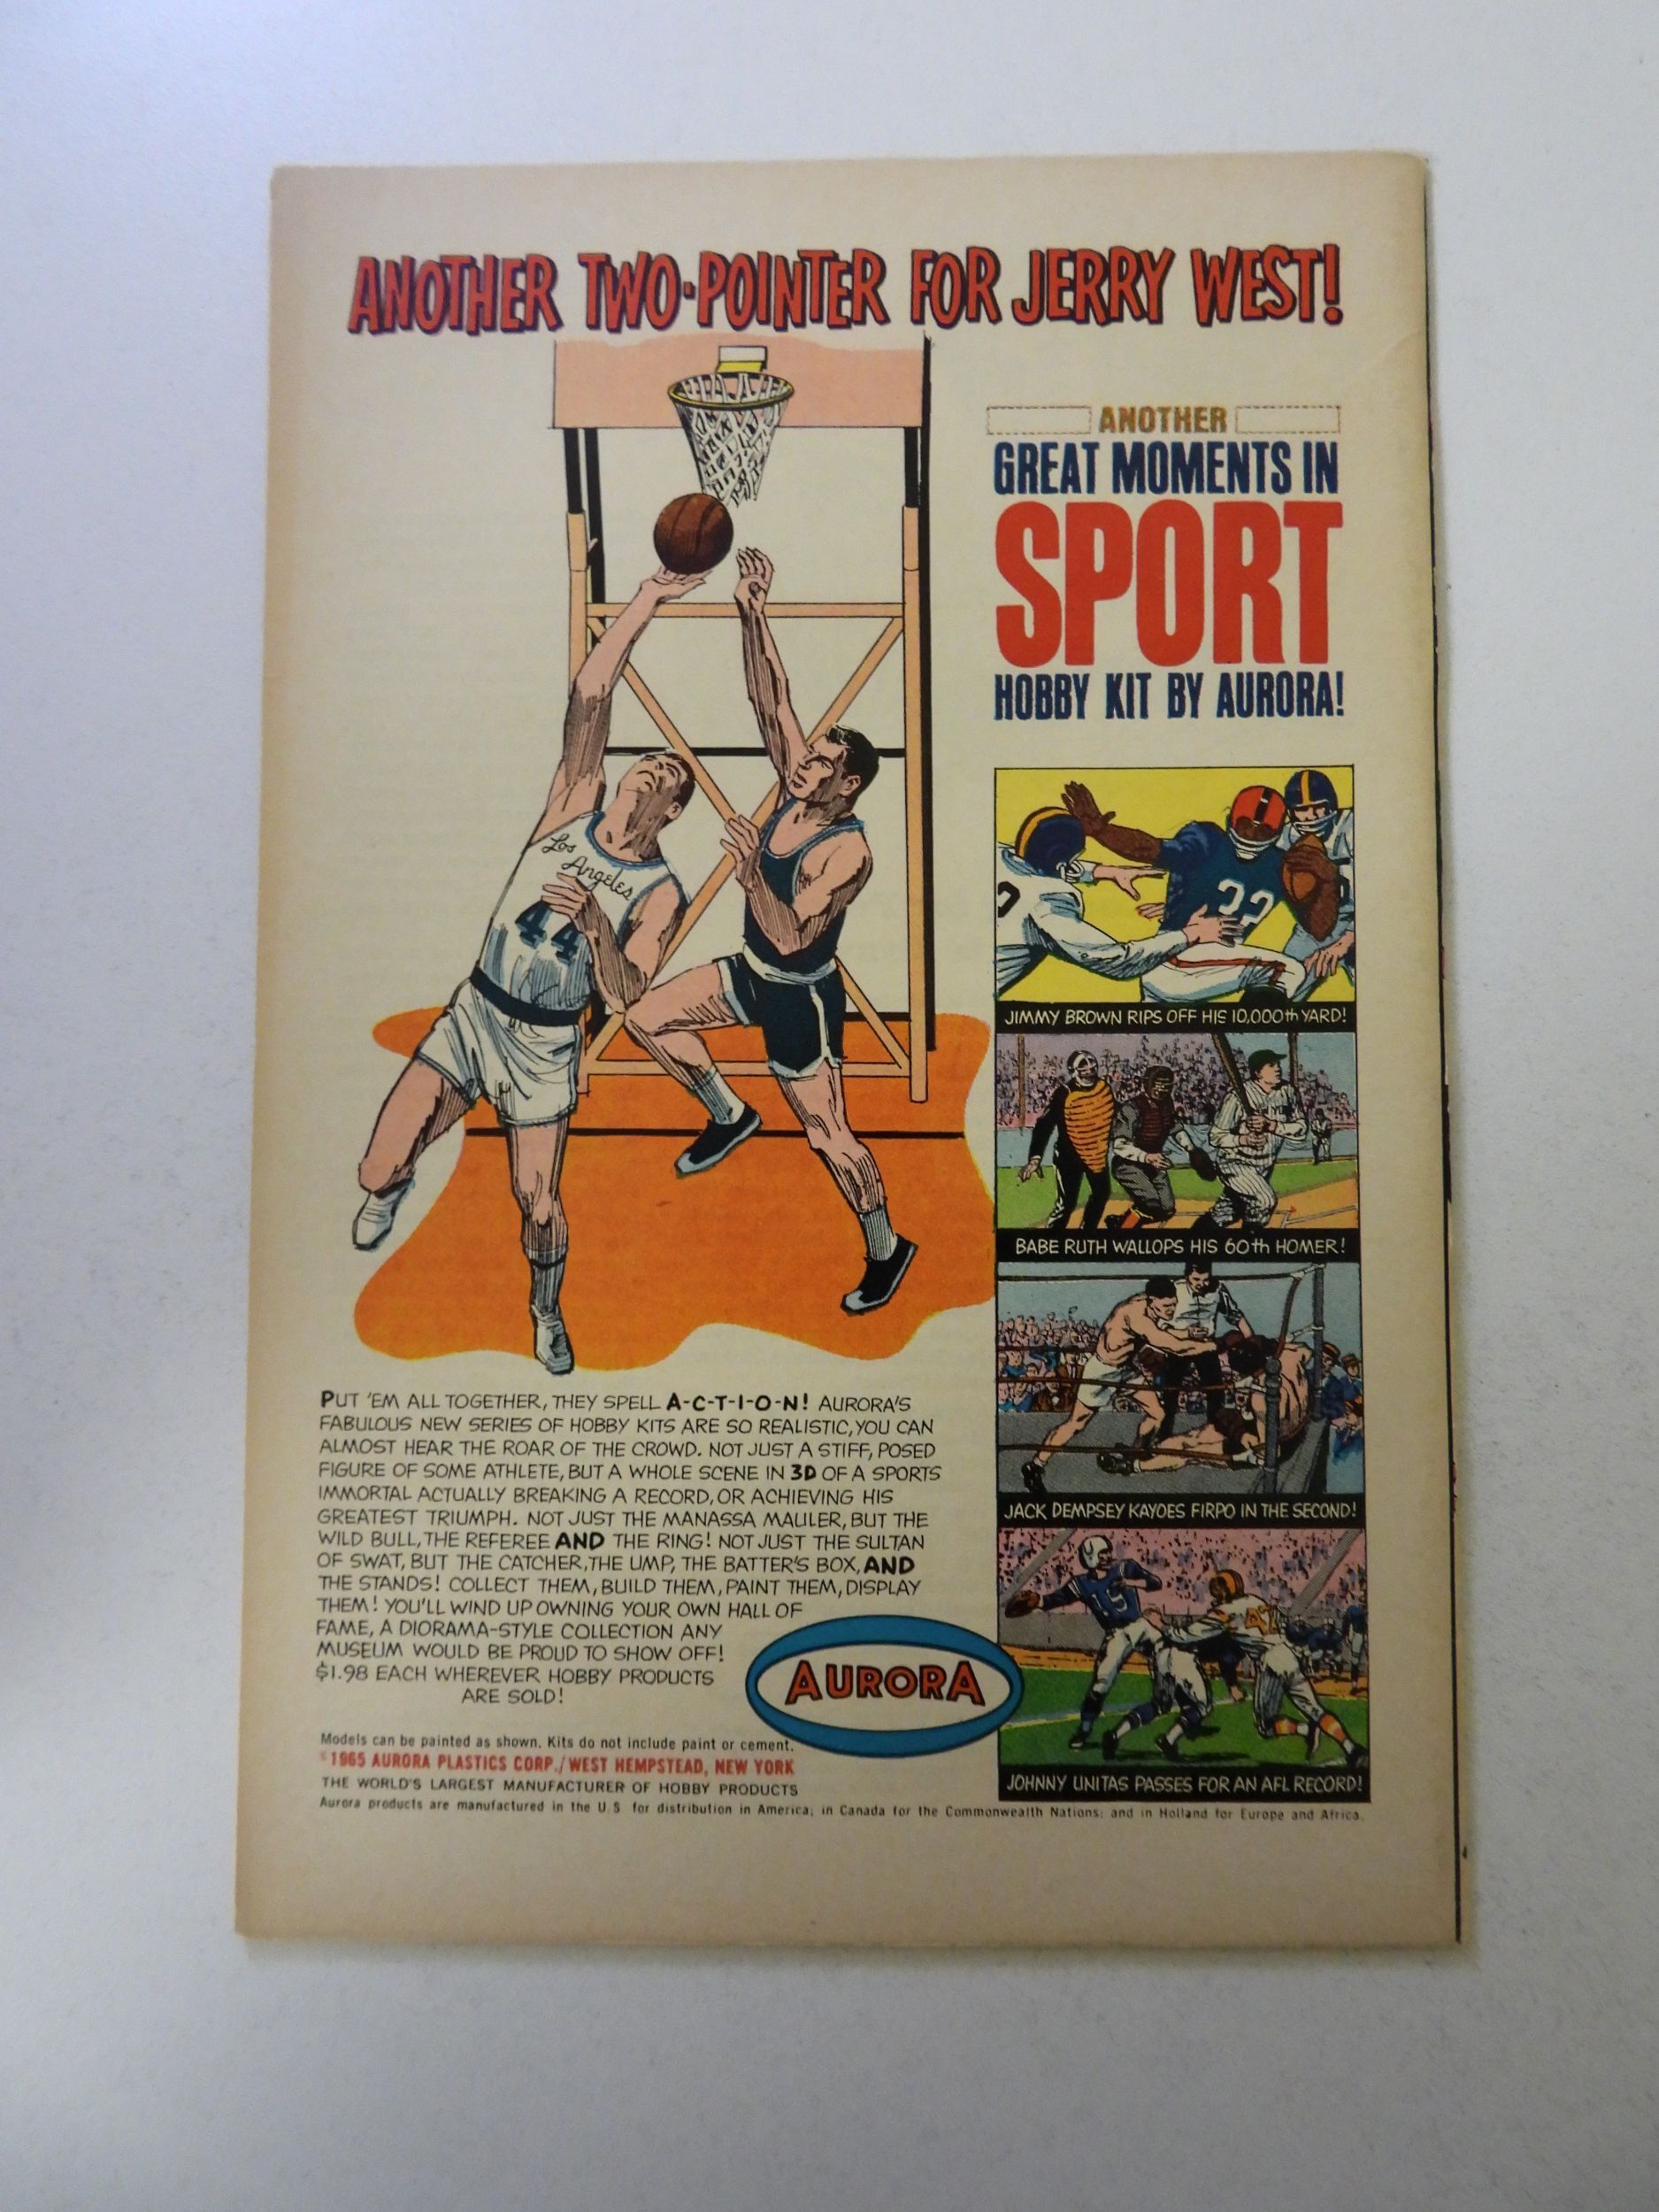 ANOTHER TWO-POINTER FOR JERRY WEST!
ANOTHER
GREAT MOMENTS IN
SPORT
HOBBY KIT BY AURORA!
Los
Angeles
44
32
JIMMY BROWN RIPS OFF HIS 10,000th YARD!
BABE RUTH WALLOPS HIS 60th HOMER!
JACK DEMPSEY KAYOES FIRPO IN THE SECOND!
19
JOHNNY UNITAS PASSES FOR AN AFL RECORD!
PUT 'EM ALL TOGETHER, THEY SPELL A-C-T-I-O-N! AURORA'S
FABULOUS NEW SERIES OF HOBBY KITS ARE SO REALISTIC, YOU CAN
ALMOST HEAR THE ROAR OF THE CROWD. NOT JUST A STIFF, POSED
FIGURE OF SOME ATHLETE, BUT A WHOLE SCENE IN 3D OF A SPORTS
IMMORTAL ACTUALLY BREAKING A RECORD, OR ACHIEVING HIS
GREATEST TRIUMPH. NOT JUST THE MANASSA MAULER, BUT THE
WILD BULL, THE REFEREE AND THE RING! NOT JUST THE SULTAN
OF SWAT, BUT THE CATCHER, THE UMP, THE BATTER'S BOX, AND
THE STANDS! COLLECT THEM, BUILD THEM, PAINT THEM, DISPLAY
THEM! YOU'LL WIND UP OWNING YOUR OWN HALL OF
FAME, A DIORAMA-STYLE COLLECTION ANY
MUSEUM WOULD BE PROUD TO SHOW OFF!
$1.98 EACH WHEREVER HOBBY PRODUCTS
ARE SOLD!
AURORA
Models can be painted as shown. Kits do not include paint or cement.
©1965 AURORA PLASTICS CORP./WEST HEMPSTEAD, NEW YORK
THE WORLD'S LARGEST MANUFACTURER OF HOBBY PRODUCTS
Aurora products are manufactured in the U.S. for distribution in America; in Canada for the Commonwealth Nations; and in Holland for Europe and Africa.